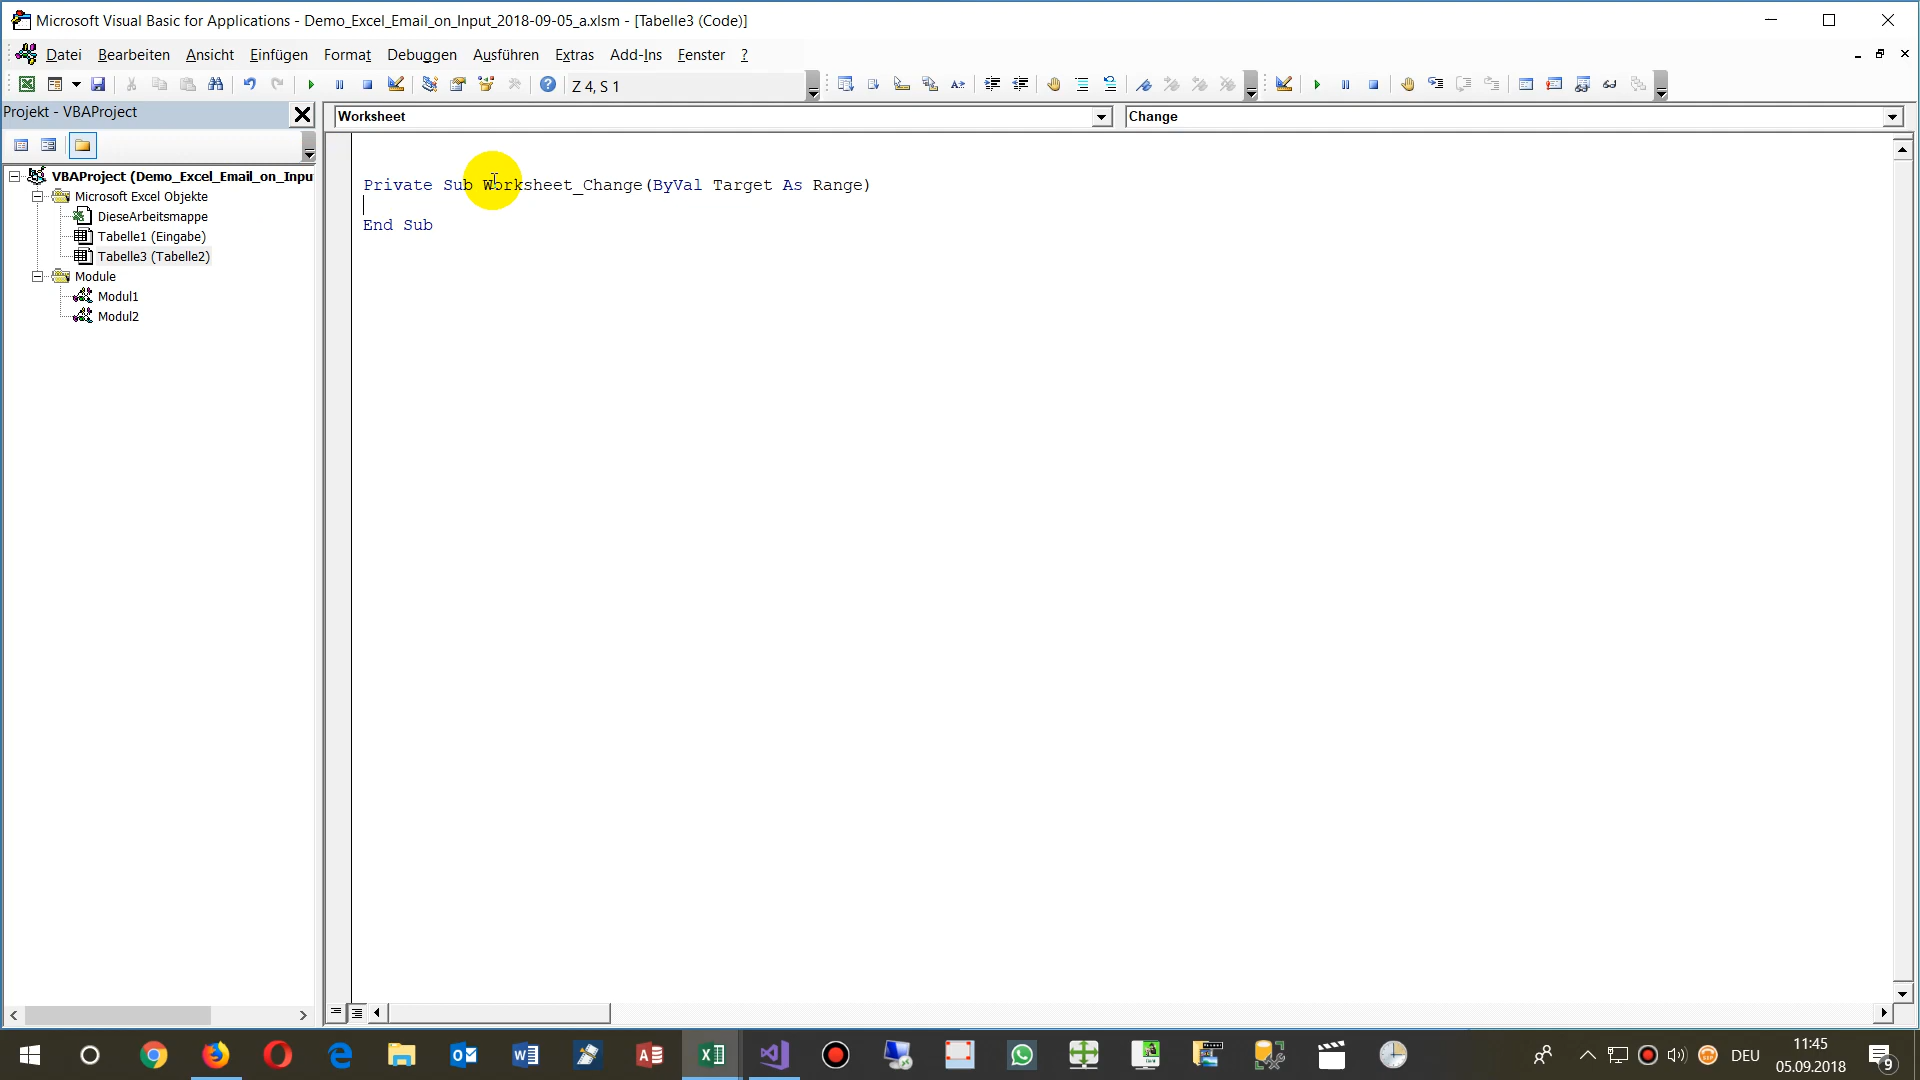 Microsoft Visual Basic for Applications - Demo_Excel_Email_on_Input_2018-09-05_a.xlsm - [Tabelle3 (Code)]
Datei Bearbeiten Ansicht Einfügen Format Debuggen Ausführen Extras Add-Ins Fenster ?
Z 4, S 1
Projekt - VBAProject
Worksheet
Change
VBAProject (Demo_Excel_Email_on_Inpu
Microsoft Excel Objekte
DieseArbeitsmappe
Tabelle1 (Eingabe)
Tabelle3 (Tabelle2)
Module
Modul1
Modul2
Private Sub Worksheet_Change(ByVal Target As Range)
End Sub
DEU
11:45
05.09.2018
9